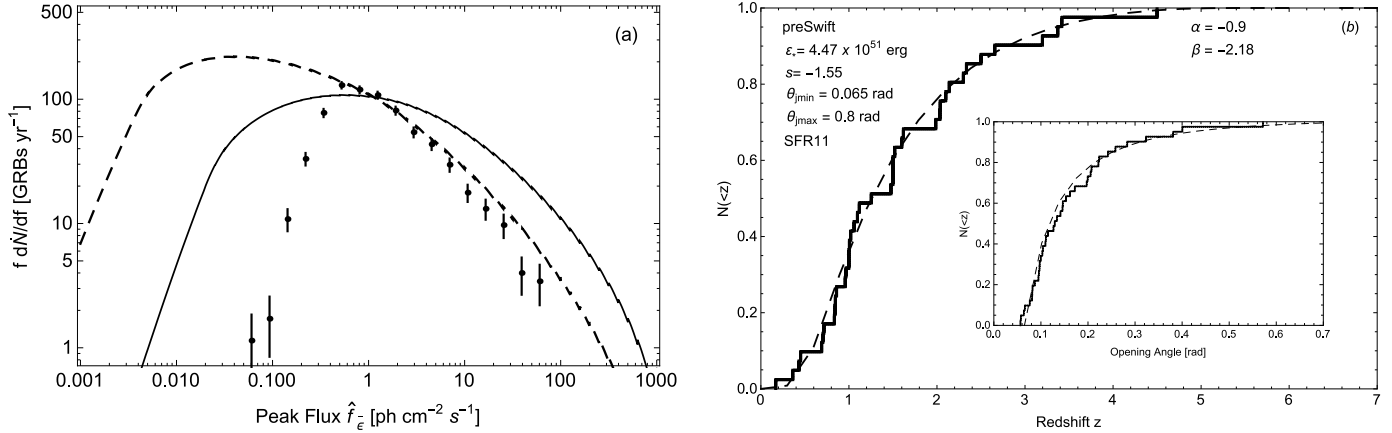 (a)
500
100
50
10
5
1
f dṄ/df [GRBs yr⁻¹]
0.001 0.010 0.100 1 10 100 1000
Peak Flux f̂_ε̄ [ph cm⁻² s⁻¹]
(b)
preSwift
ε⁎= 4.47 x 10⁵¹ erg
s= −1.55
θjmin = 0.065 rad
θjmax = 0.8 rad
SFR11
α = −0.9
β = −2.18
1.0
0.8
0.6
0.4
0.2
0.0
N(<z)
0 1 2 3 4 5 6 7
Redshift z
1.0
0.8
0.6
0.4
0.2
0.0
N(<z)
0.0 0.1 0.2 0.3 0.4 0.5 0.6 0.7
Opening Angle [rad]